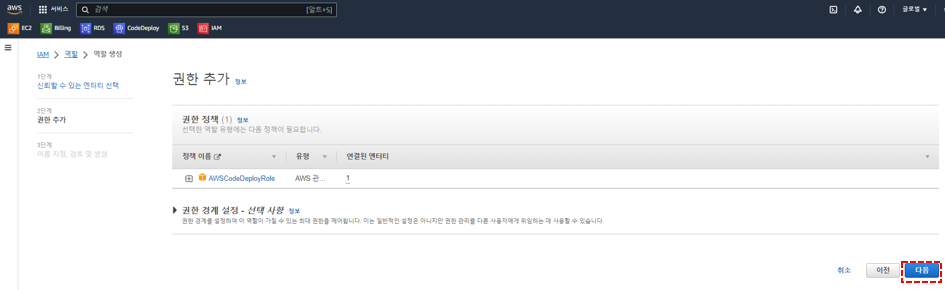 aws
서비스
검색
[알트+S]
글로벌
EC2
Billing
RDS
CodeDeploy
S3
IAM
IAM > 역할 > 역할 생성
1단계
신뢰할 수 있는 엔터티 선택
2단계
권한 추가
3단계
이름 지정, 검토 및 생성
권한 추가 정보
권한 정책 (1) 정보
선택한 역할 유형에는 다음 정책이 필요합니다.
정책 이름
유형
연결된 엔터티
AWSCodeDeployRole
AWS 관...
1
권한 경계 설정 - 선택 사항 정보
권한 경계를 설정하여 이 역할이 가질 수 있는 최대 권한을 제어합니다. 이는 일반적인 설정은 아니지만 권한 관리를 다른 사용자에게 위임하는 데 사용할 수 있습니다.
취소
이전
다음